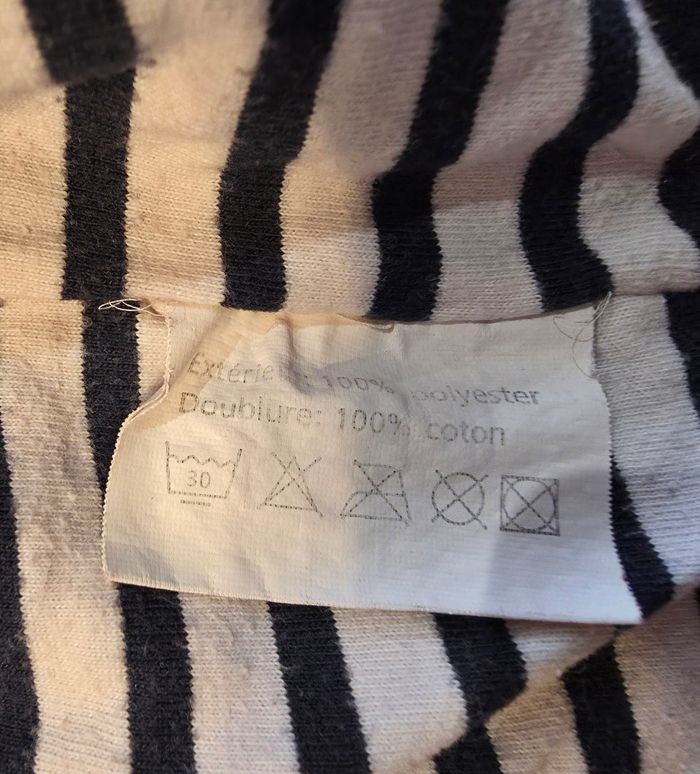 Extérieur: 100% polyester
Doublure: 100% coton
30